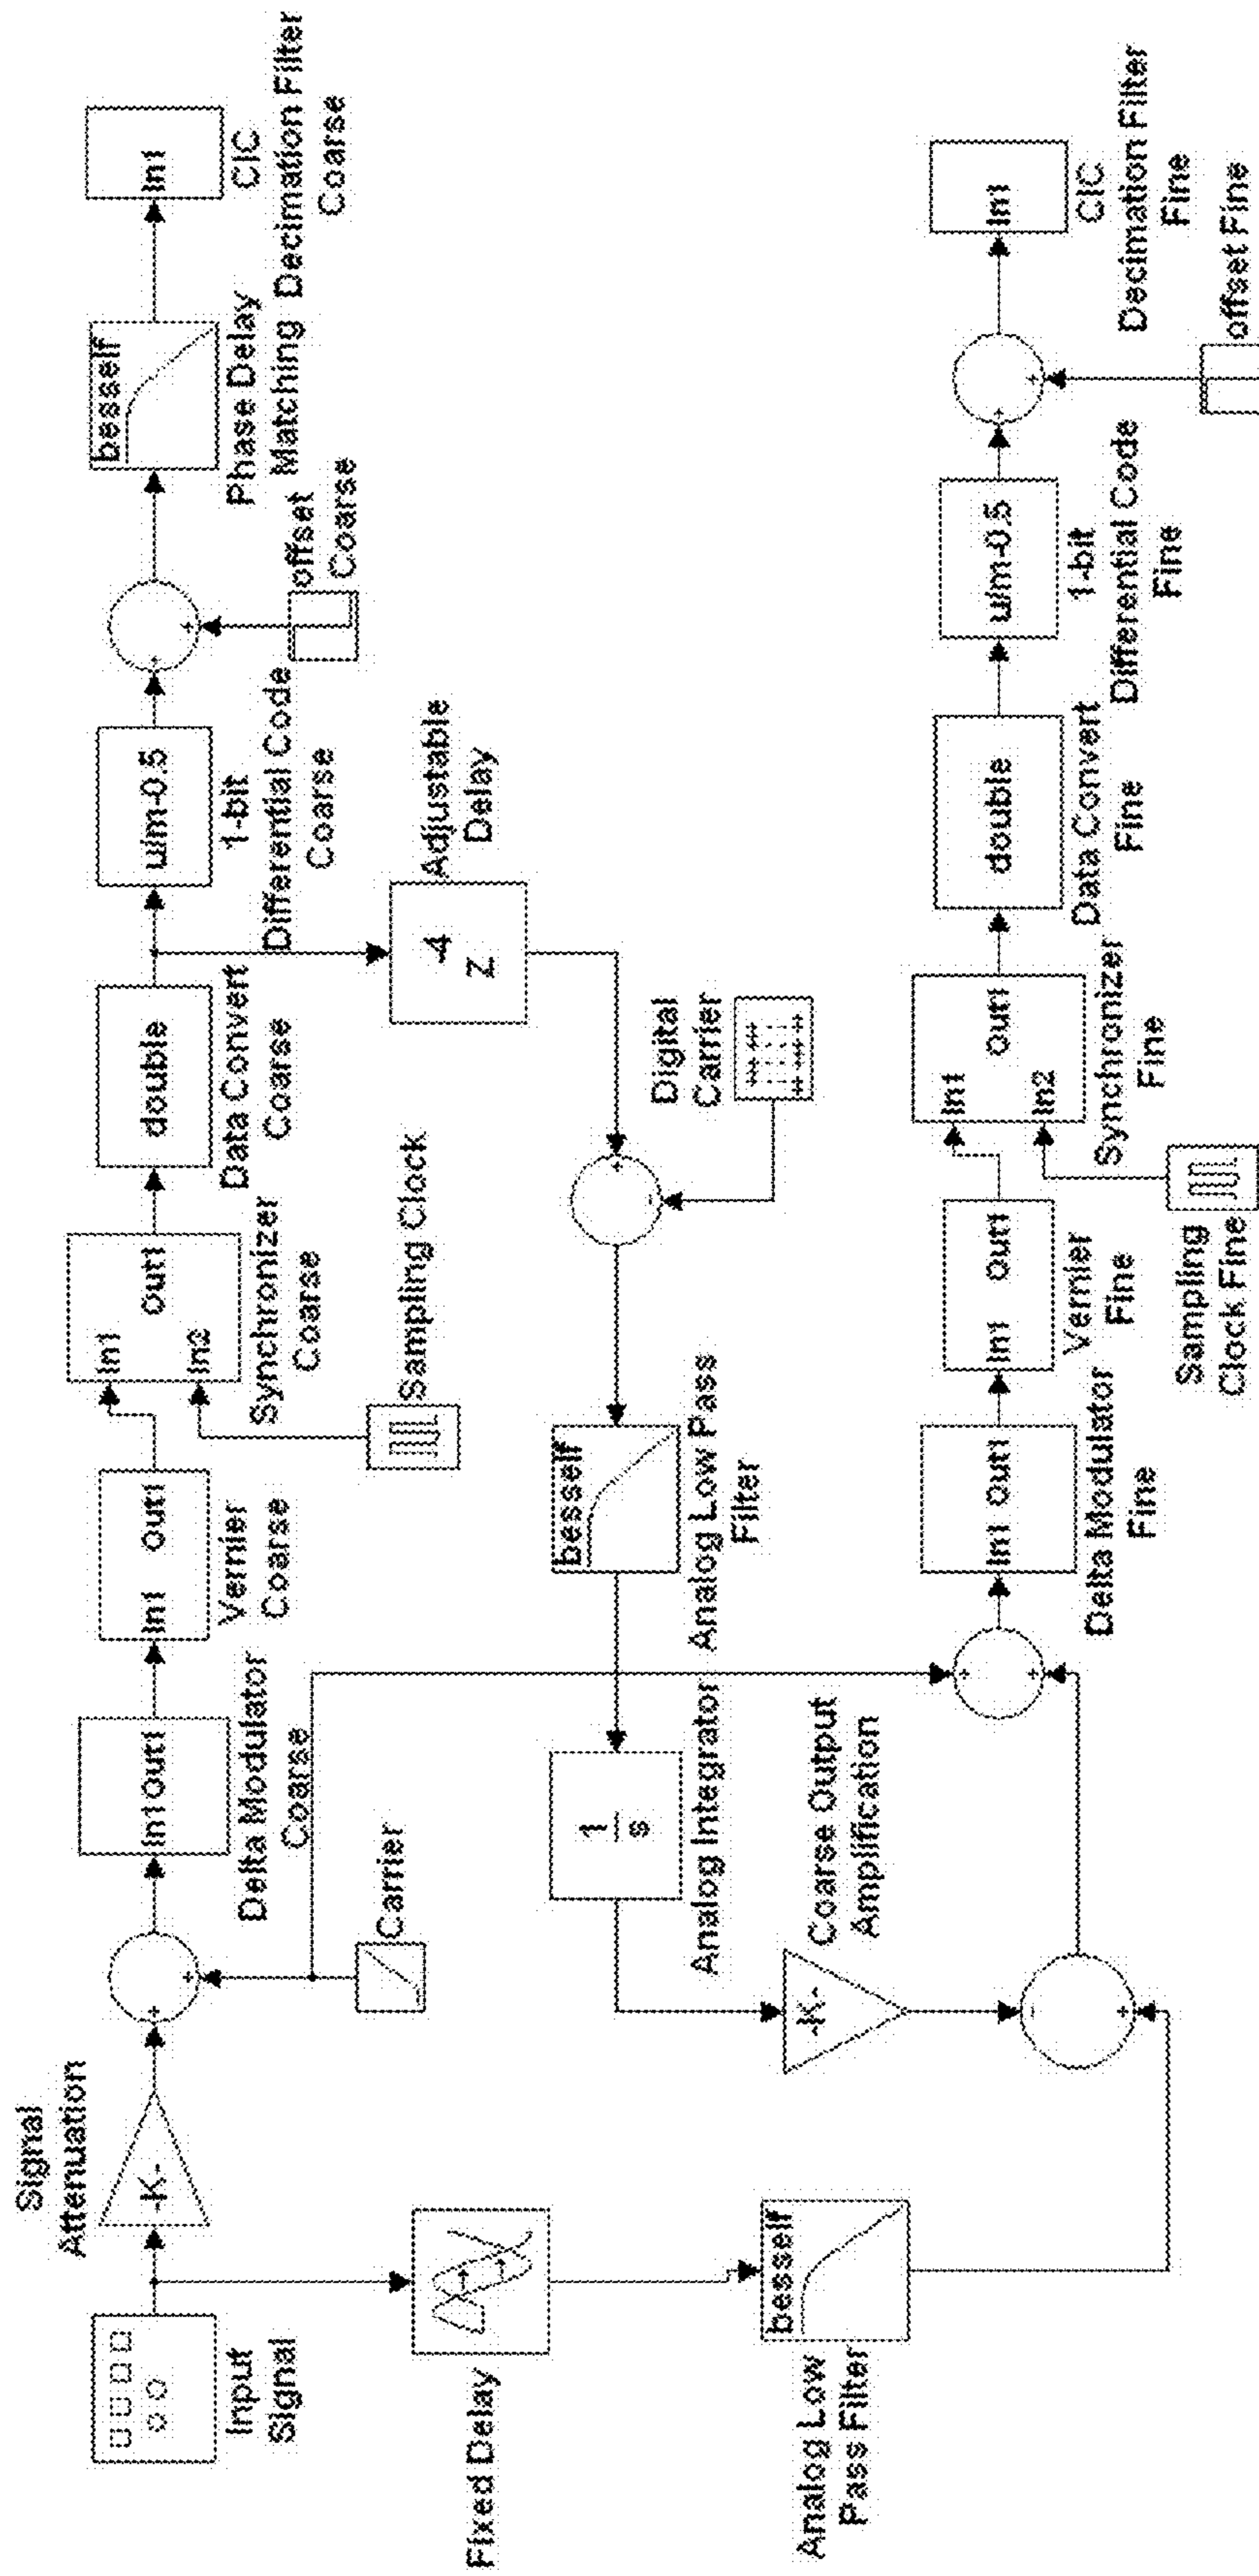 Input
Signal
Signal
Attenuation
-K-
Carrier
In1
Out1
Delta Modulator
Coarse
In1
Out1
Vernier
Coarse
In1
In2
Out1
Synchronizer
Coarse
Sampling Clock
double
Data Convert
Coarse
u/m-0.5
1-bit
Differential Code
Coarse
offset
Coarse
besself
Phase Delay
Matching
In1
CIC
Decimation Filter
Coarse
Adjustable
Delay
-4
Z
Digital
Carrier
besself
Analog Low Pass
Filter
1
s
Analog Integrator
Coarse Output
Amplification
-K-
Fixed Delay
besself
Analog Low
Pass Filter
In1
Out1
Delta Modulator
Fine
In1
Out1
Vernier
Fine
Sampling
Clock Fine
In1
In2
Out1
Synchronizer
Fine
double
Data Convert
Fine
u/m-0.5
1-bit
Differential Code
Fine
offset Fine
In1
CIC
Decimation Filter
Fine